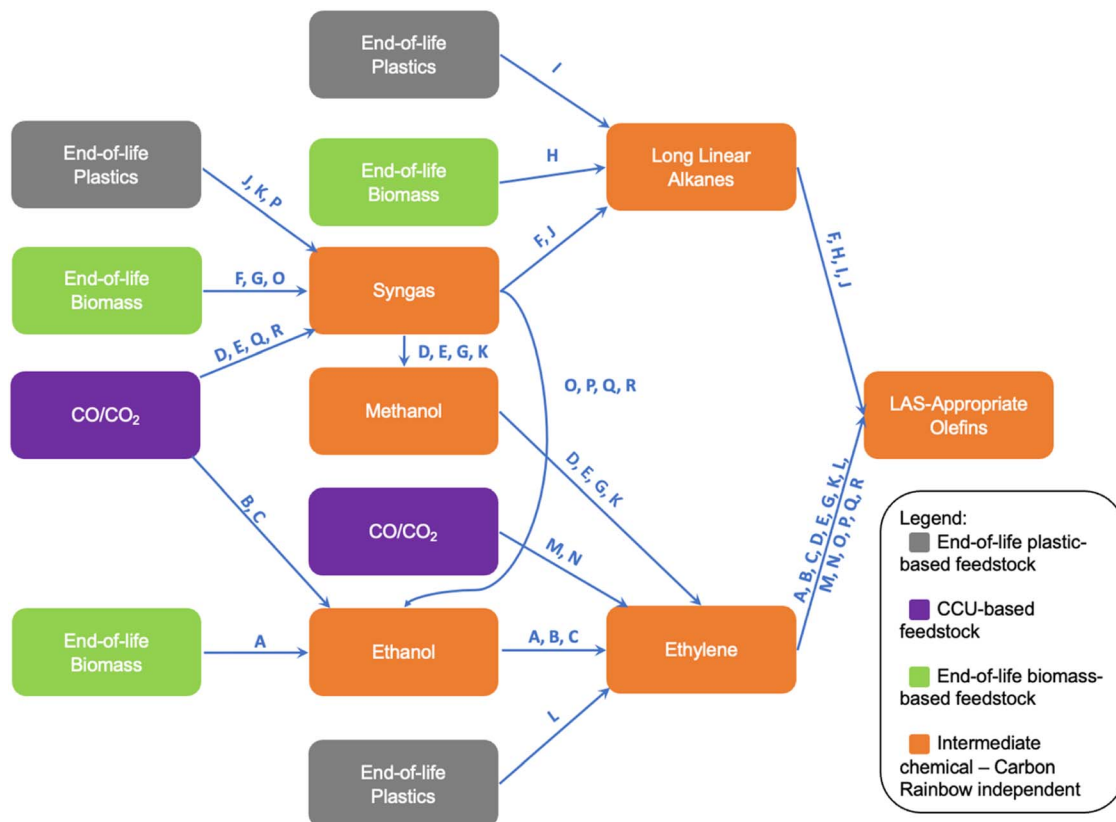 End-of-life
Plastics
I
End-of-life
Plastics
End-of-life
Biomass
H
Long Linear
Alkanes
J, K, P
F, J
End-of-life
Biomass
F, G, O
Syngas
F, H, I, J
D, E, Q, R
D, E, G, K
O, P, Q, R
CO/CO₂
Methanol
LAS-Appropriate
Olefins
D, E, G, K
B, C
CO/CO₂
M, N
A, B, C, D, E, G, K, L,
M, N, O, P, Q, R
End-of-life
Biomass
A
Ethanol
A, B, C
Ethylene
L
End-of-life
Plastics
Legend:
End-of-life plastic-
based feedstock
CCU-based
feedstock
End-of-life biomass-
based feedstock
Intermediate
chemical – Carbon
Rainbow independent